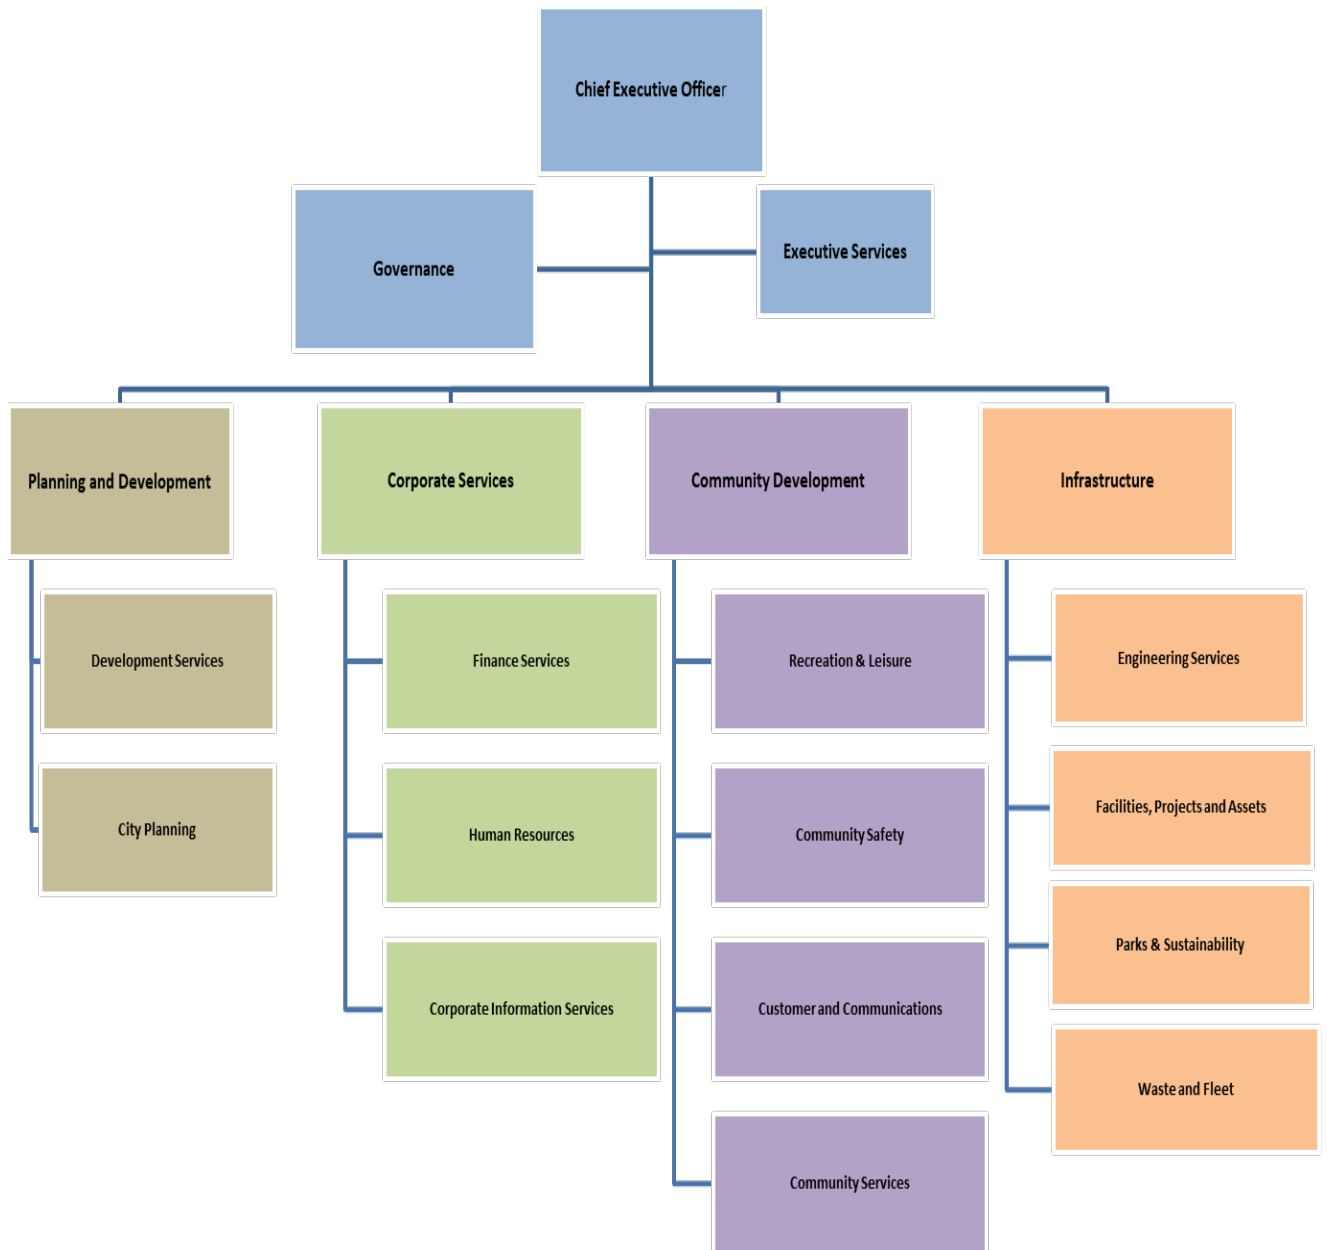 Chief Executive Officer
Governance
Executive Services
Planning and Development
Corporate Services
Community Development
Infrastructure
Development Services
City Planning
Finance Services
Human Resources
Corporate Information Services
Recreation & Leisure
Community Safety
Customer and Communications
Community Services
Engineering Services
Facilities, Projects and Assets
Parks & Sustainability
Waste and Fleet